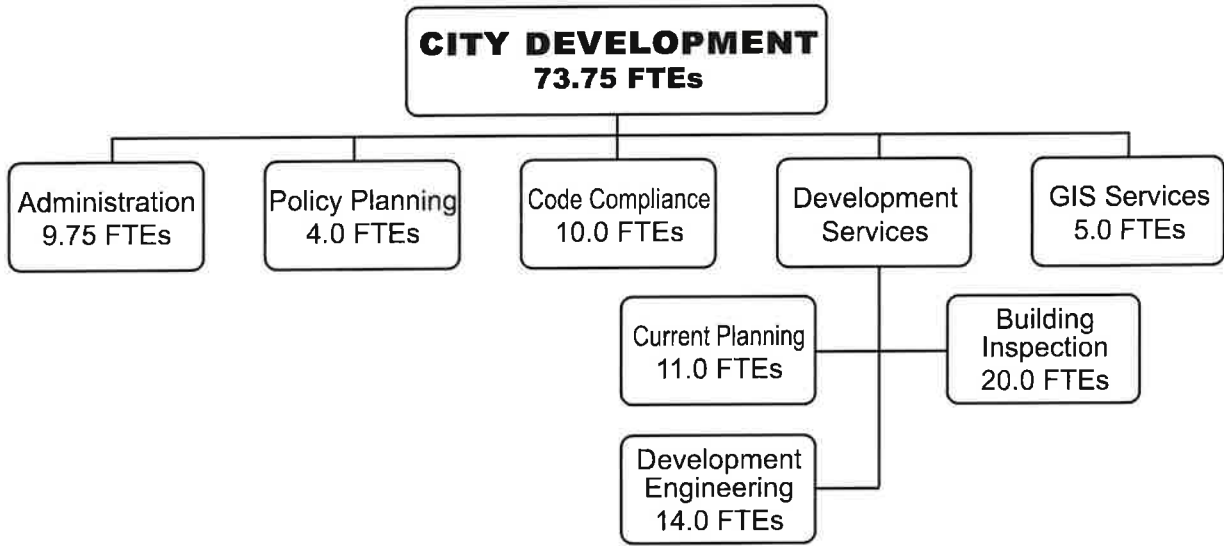 CITY DEVELOPMENT
73.75 FTEs
Administration
9.75 FTEs
Policy Planning
4.0 FTEs
Code Compliance
10.0 FTEs
Development
Services
GIS Services
5.0 FTEs
Current Planning
11.0 FTEs
Building
Inspection
20.0 FTEs
Development
Engineering
14.0 FTEs